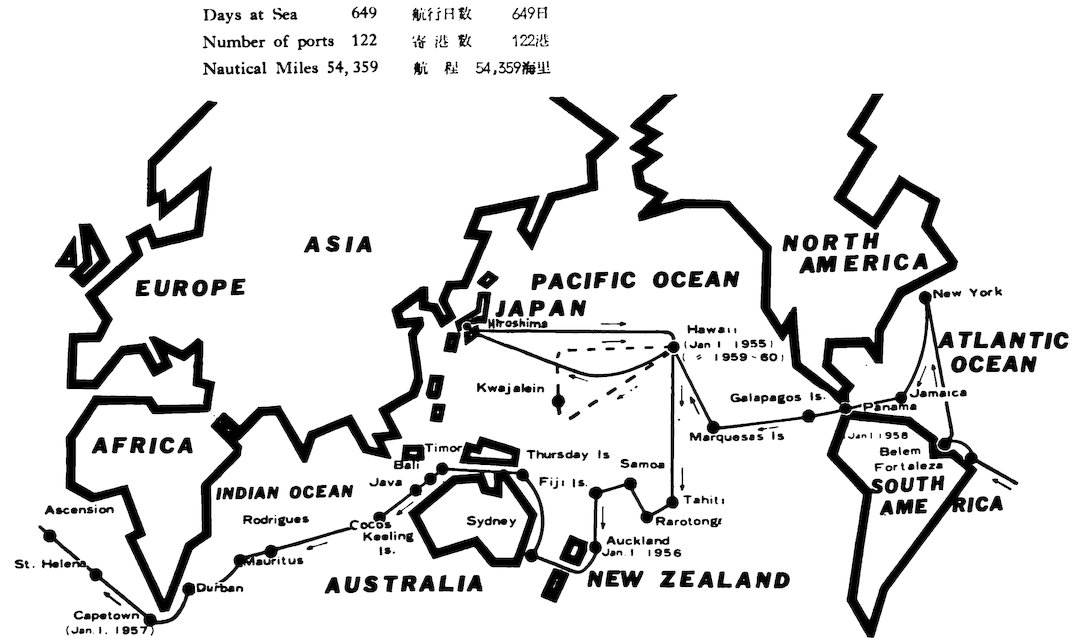 Days at Sea 649 航行日数 649日
Number of ports 122 寄港数 122港
Nautical Miles 54,359 航程 54,359海里
ASIA
EUROPE
PACIFIC OCEAN
JAPAN
Hiroshima
NORTH
AMERICA
New York
ATLANTIC
OCEAN
Hawaii
(Jan 1 1955)
( 〃 1959-60)
Kwajalein
Galapagos Is.
Jamaica
Panama
Marquesas Is
Jan 1 1958
Belem
Fortaleza
SOUTH
AMERICA
AFRICA
Timor
Bali
Java
Thursday Is
Samoa
Fiji Is.
Tahiti
Rarotonga
INDIAN OCEAN
Ascension
Rodrigues
Cocos
Keeling
Is.
Sydney
Auckland
Jan. 1 1956
St. Helena
Mauritius
Durban
AUSTRALIA
NEW ZEALAND
Capetown
(Jan. 1. 1957)